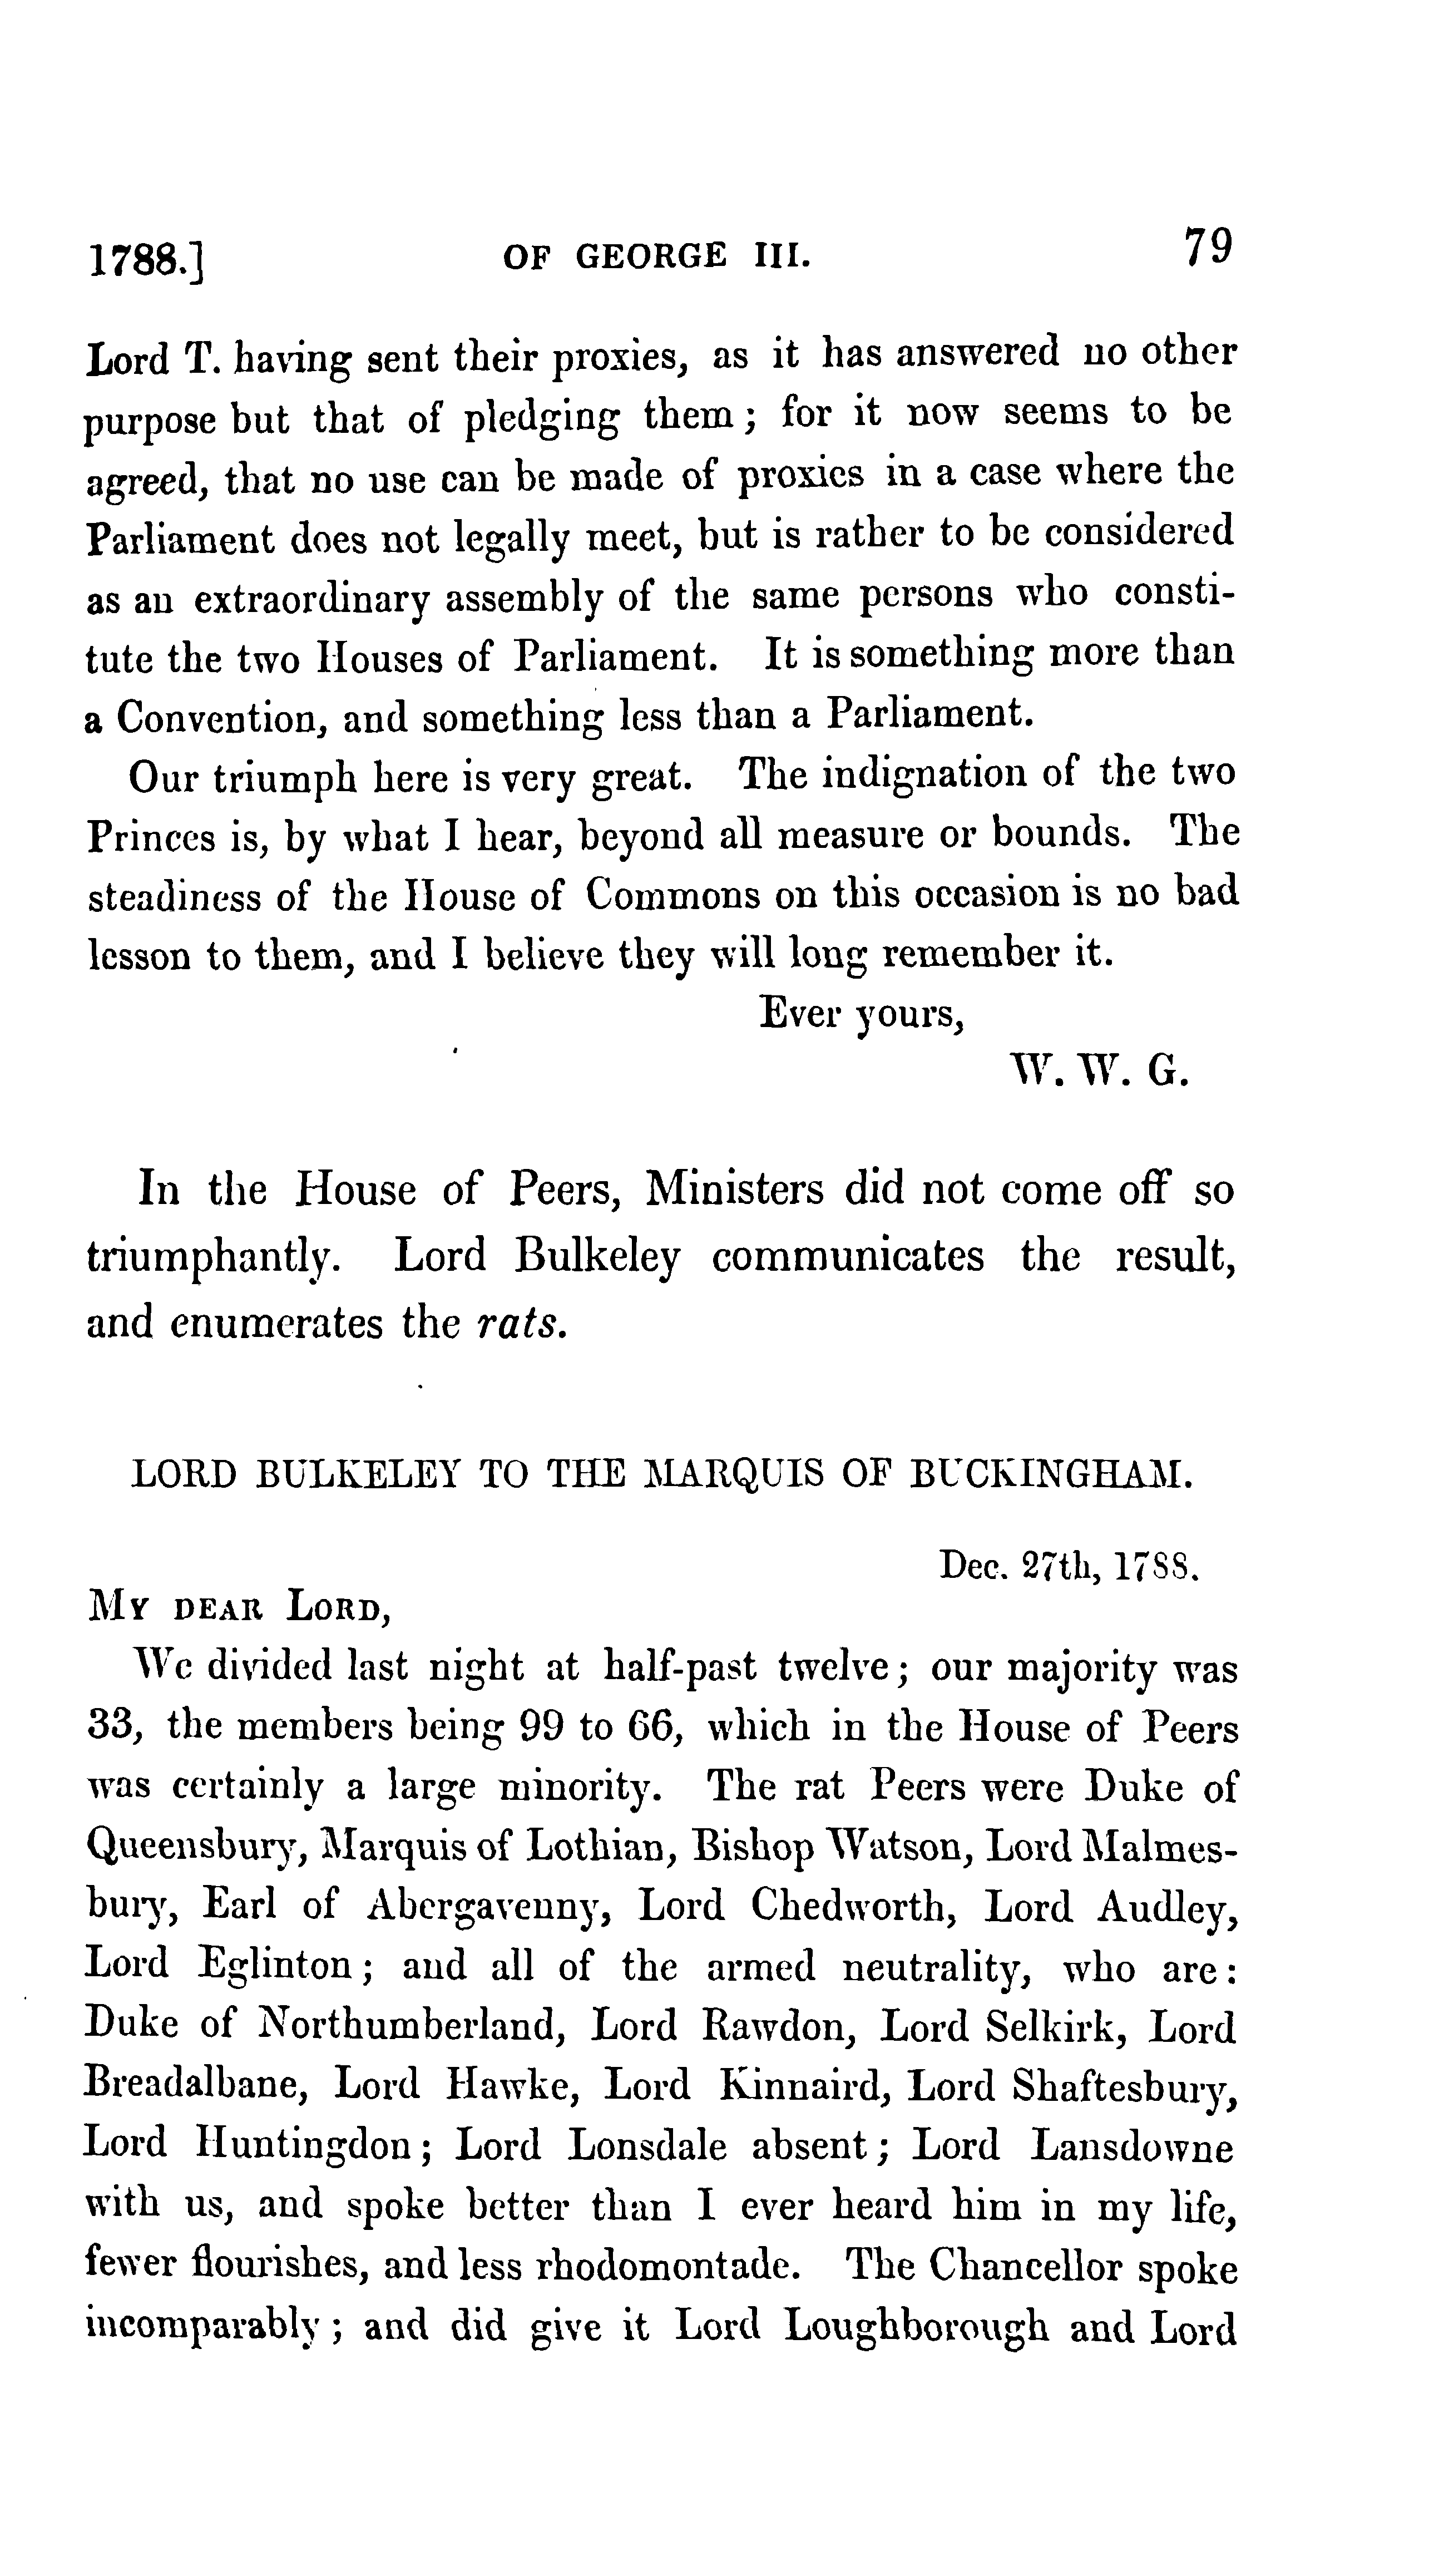 1788.] OF GEORGE III. 79
Lord T. having sent their proxies, as it has answered no other
purpose but that of pledging them; for it now seems to be
agreed, that no use can be made of proxies in a case where the
Parliament does not legally meet, but is rather to be considered
as an extraordinary assembly of the same persons who consti-
tute the two Houses of Parliament. It is something more than
a Convention, and something less than a Parliament.
Our triumph here is very great. The indignation of the two
Princes is, by what I hear, beyond all measure or bounds. The
steadiness of the House of Commons on this occasion is no bad
lesson to them, and I believe they will long remember it.
Ever yours,
W. W. G.
In the House of Peers, Ministers did not come off so
triumphantly. Lord Bulkeley communicates the result,
and enumerates the rats.
LORD BULKELEY TO THE MARQUIS OF BUCKINGHAM.
Dec. 27th, 1788.
MY DEAR LORD,
We divided last night at half-past twelve; our majority was
33, the members being 99 to 66, which in the House of Peers
was certainly a large minority. The rat Peers were Duke of
Queensbury, Marquis of Lothian, Bishop Watson, Lord Malmes-
bury, Earl of Abergavenny, Lord Chedworth, Lord Audley,
Lord Eglinton; and all of the armed neutrality, who are:
Duke of Northumberland, Lord Rawdon, Lord Selkirk, Lord
Breadalbane, Lord Hawke, Lord Kinnaird, Lord Shaftesbury,
Lord Huntingdon; Lord Lonsdale absent; Lord Lansdowne
with us, and spoke better than I ever heard him in my life,
fewer flourishes, and less rhodomontade. The Chancellor spoke
incomparably; and did give it Lord Loughborough and Lord